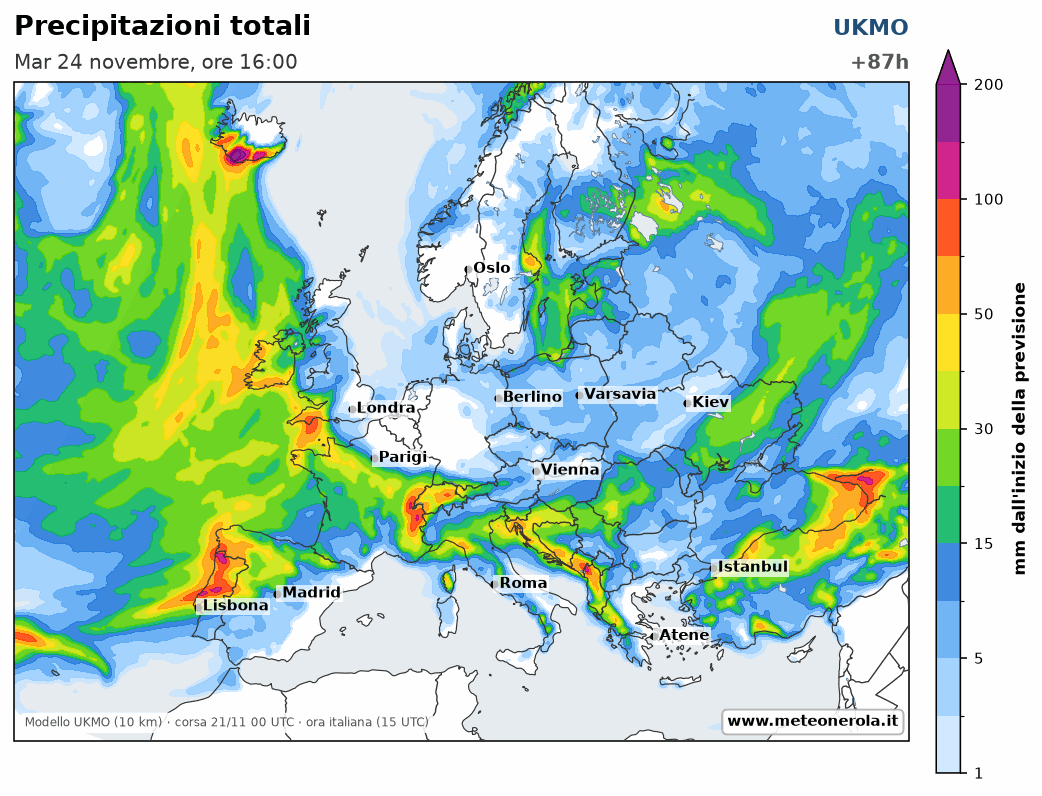 Precipitazioni totali
UKMO
Mar 24 novembre, ore 16:00
+87h
200
100
50
30
15
5
1
mm dall'inizio della previsione
Oslo
Londra
Berlino
Varsavia
Kiev
Parigi
Vienna
Istanbul
Roma
Madrid
Lisbona
Atene
Modello UKMO (10 km) · corsa 21/11 00 UTC · ora italiana (15 UTC)
www.meteonerola.it